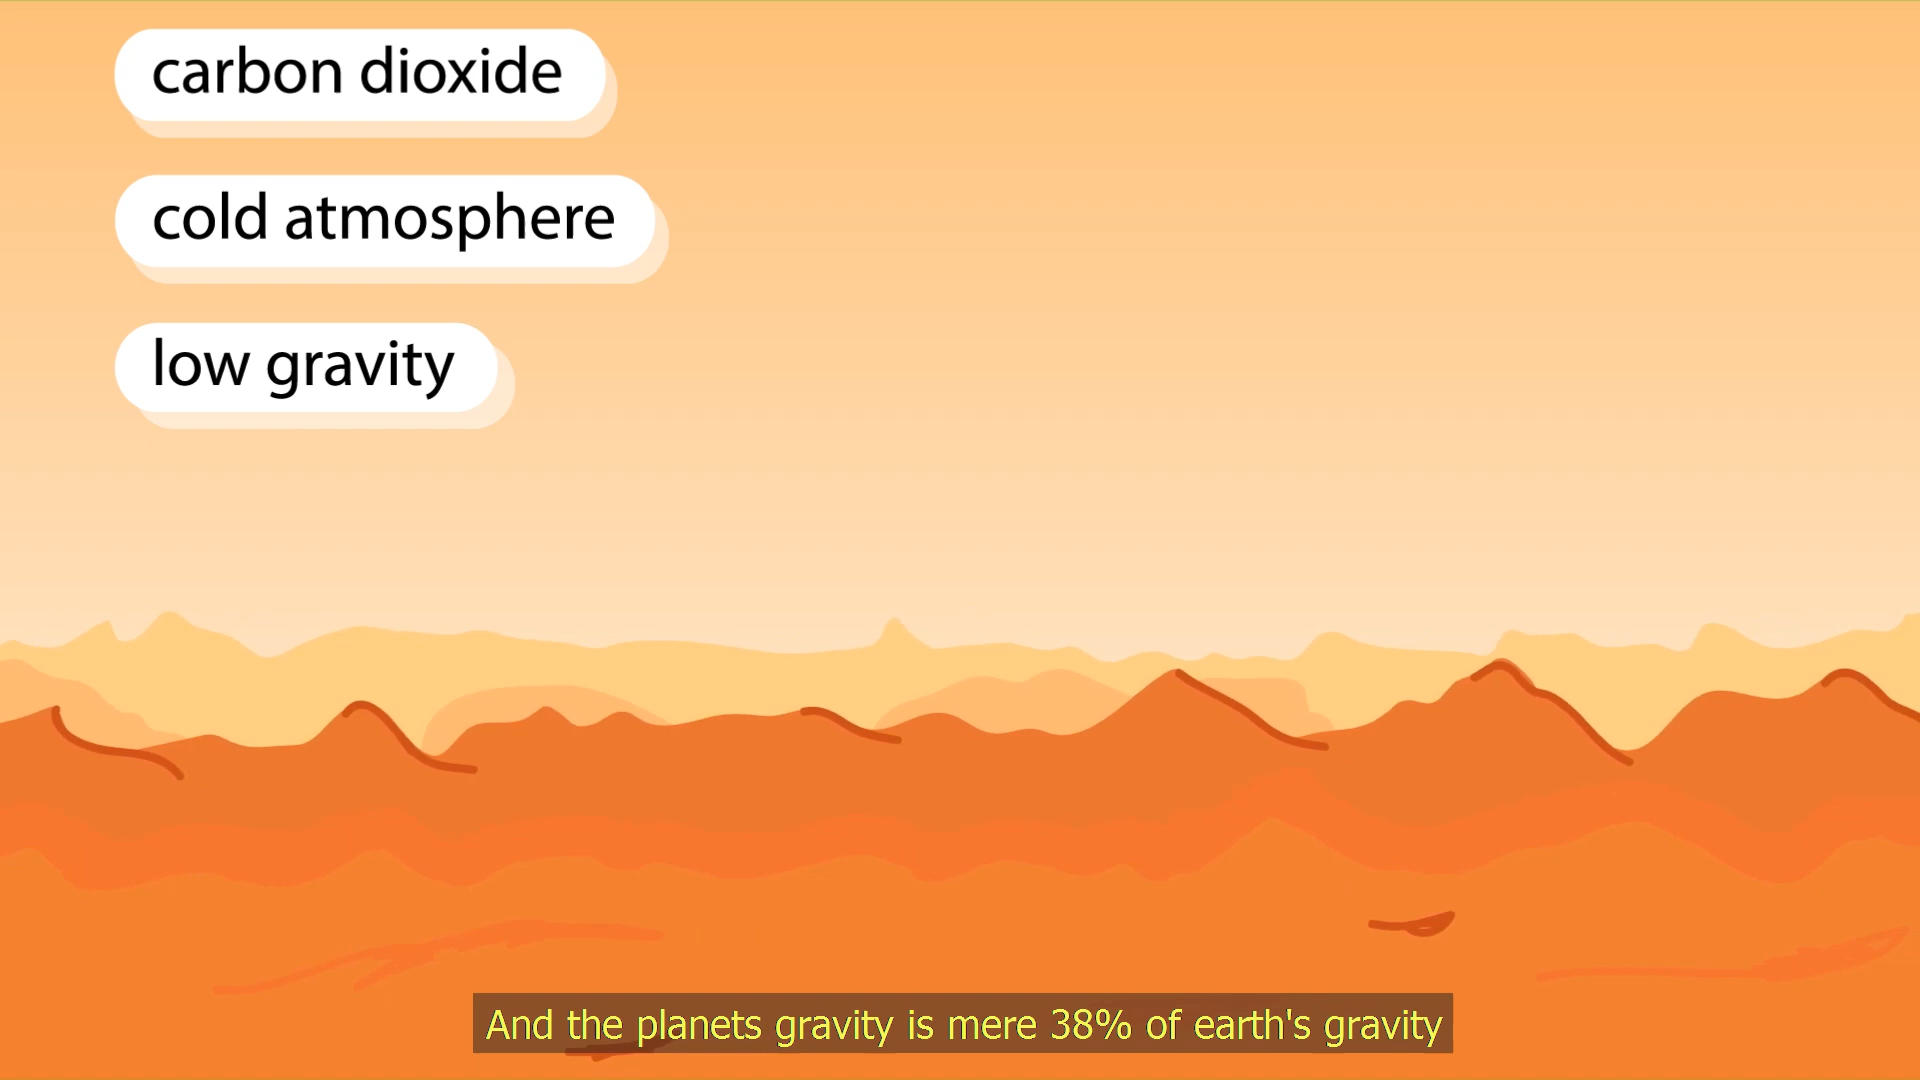 carbon dioxide
cold atmosphere
low gravity
And the planets gravity is mere 38% of earth's gravity